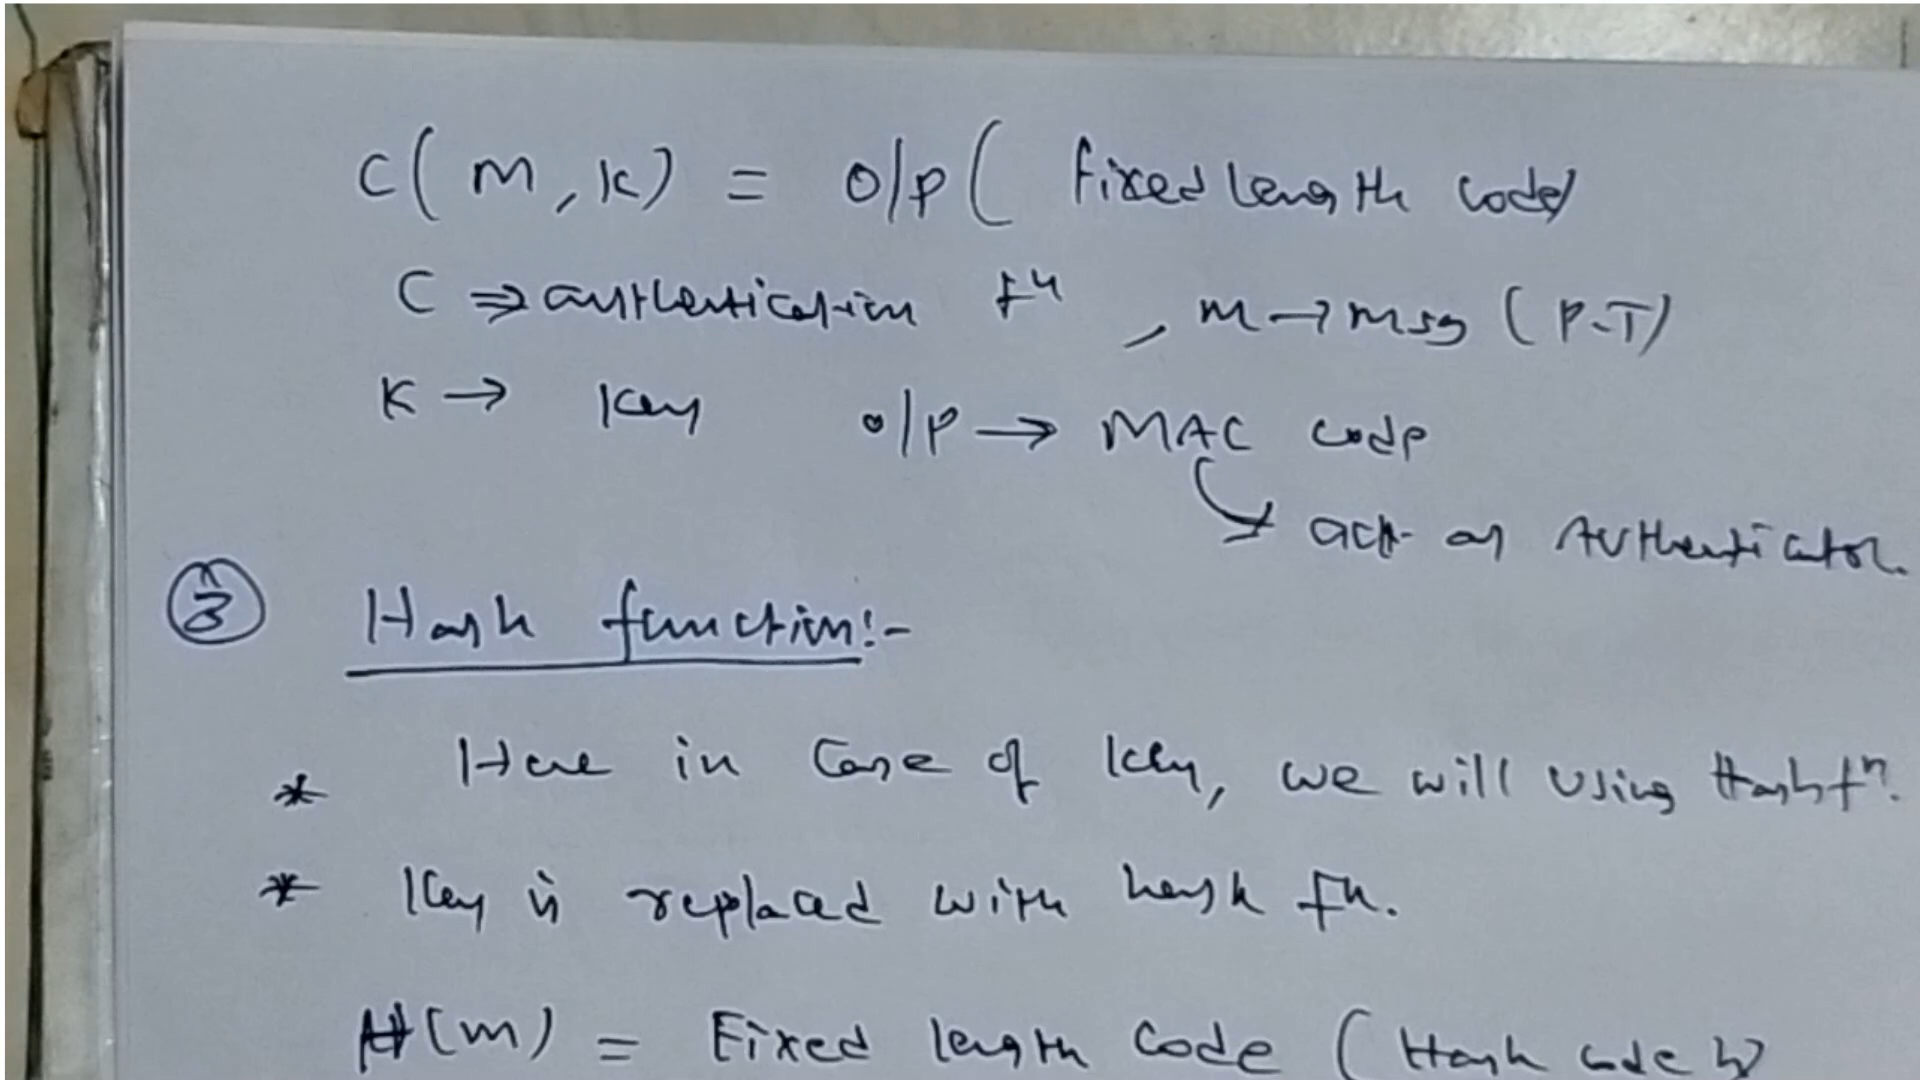 C( M, K) = O/P ( fixed length code)
C ⇒ authentication fn , M → msg (P.T)
K → key O/P → MAC code
↳ act as Authenticator.
③ Hash function:-
* Here in case of key, we will using Hash fn.
* Key is replaced with hash fn.
H(M) = Fixed length code ( Hash code h)